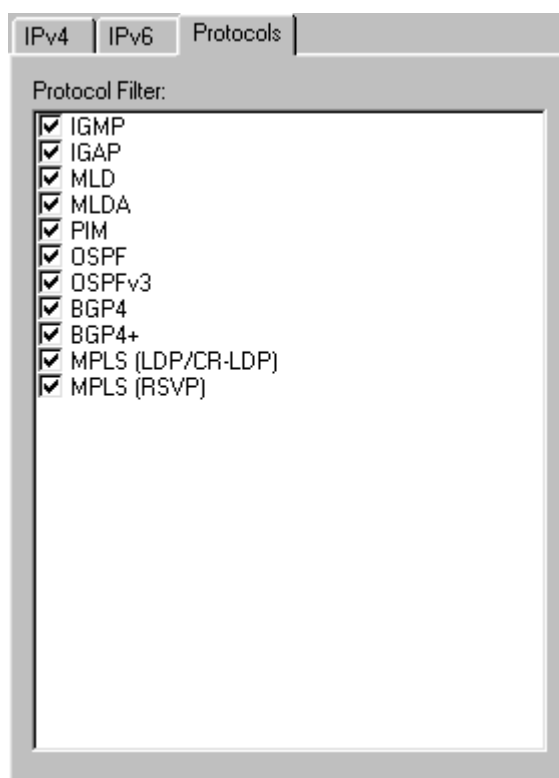 IPv4 IPv6 Protocols
Protocol Filter:
IGMP
IGAP
MLD
MLDA
PIM
OSPF
OSPFv3
BGP4
BGP4+
MPLS (LDP/CR-LDP)
MPLS (RSVP)